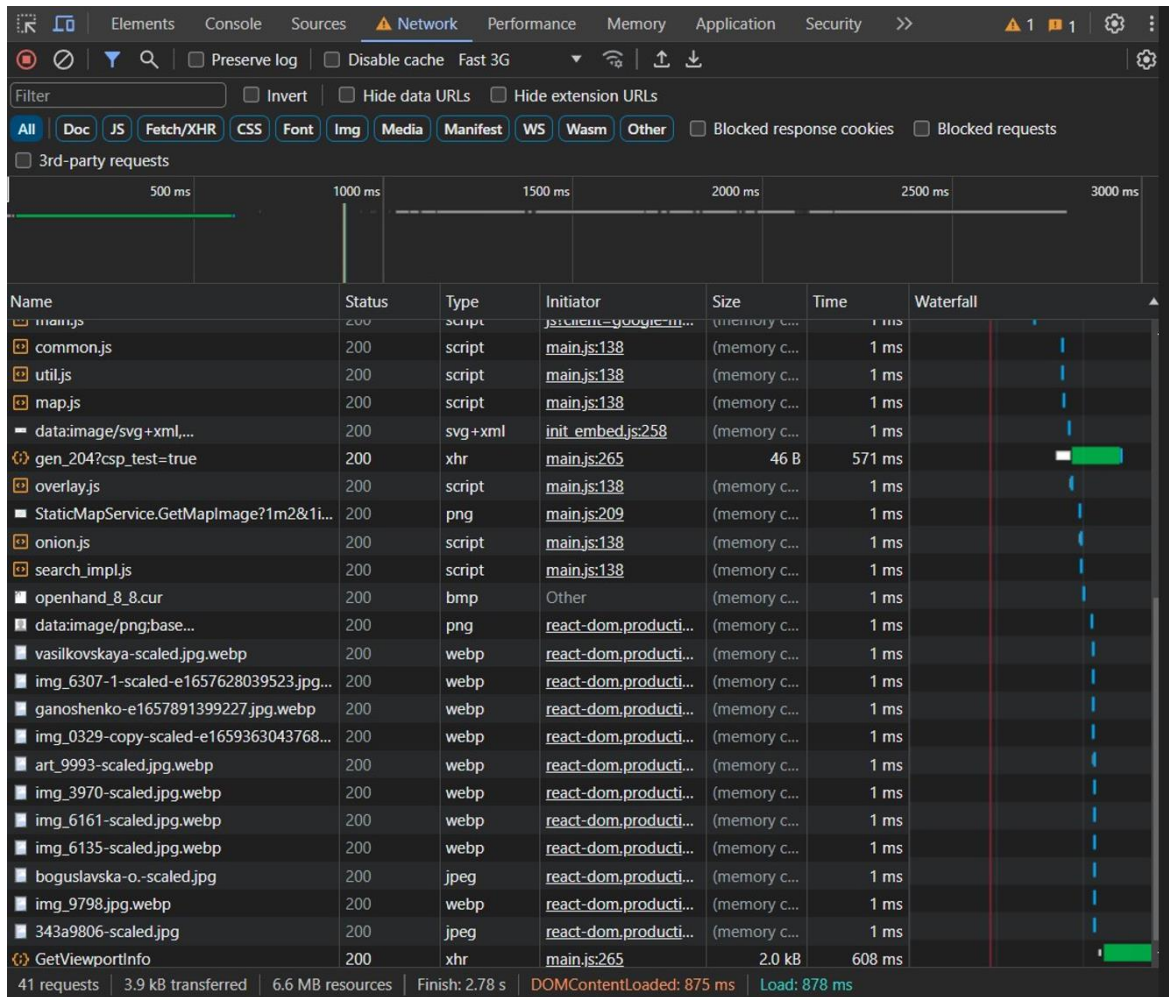 Elements Console Sources Network Performance Memory Application Security 1 1
Preserve log Disable cache Fast 3G
Filter Invert Hide data URLs Hide extension URLs
All Doc JS Fetch/XHR CSS Font Img Media Manifest WS Wasm Other Blocked response cookies Blocked requests
3rd-party requests
500 ms 1000 ms 1500 ms 2000 ms 2500 ms 3000 ms
Name Status Type Initiator Size Time Waterfall
main.js 200 script js?client=google-m... (memory c... 1 ms
common.js 200 script main.js:138 (memory c... 1 ms
util.js 200 script main.js:138 (memory c... 1 ms
map.js 200 script main.js:138 (memory c... 1 ms
data:image/svg+xml,... 200 svg+xml init_embed.js:258 (memory c... 1 ms
gen_204?csp_test=true 200 xhr main.js:265 46 B 571 ms
overlay.js 200 script main.js:138 (memory c... 1 ms
StaticMapService.GetMapImage?1m2&1i... 200 png main.js:209 (memory c... 1 ms
onion.js 200 script main.js:138 (memory c... 1 ms
search_impl.js 200 script main.js:138 (memory c... 1 ms
openhand_8_8.cur 200 bmp Other (memory c... 1 ms
data:image/png;base... 200 png react-dom.producti... (memory c... 1 ms
vasilkovskaya-scaled.jpg.webp 200 webp react-dom.producti... (memory c... 1 ms
img_6307-1-scaled-e1657628039523.jpg... 200 webp react-dom.producti... (memory c... 1 ms
ganoshenko-e1657891399227.jpg.webp 200 webp react-dom.producti... (memory c... 1 ms
img_0329-copy-scaled-e1659363043768... 200 webp react-dom.producti... (memory c... 1 ms
art_9993-scaled.jpg.webp 200 webp react-dom.producti... (memory c... 1 ms
img_3970-scaled.jpg.webp 200 webp react-dom.producti... (memory c... 1 ms
img_6161-scaled.jpg.webp 200 webp react-dom.producti... (memory c... 1 ms
img_6135-scaled.jpg.webp 200 webp react-dom.producti... (memory c... 1 ms
boguslavska-o.-scaled.jpg 200 jpeg react-dom.producti... (memory c... 1 ms
img_9798.jpg.webp 200 webp react-dom.producti... (memory c... 1 ms
343a9806-scaled.jpg 200 jpeg react-dom.producti... (memory c... 1 ms
GetViewportInfo 200 xhr main.js:265 2.0 kB 608 ms
41 requests 3.9 kB transferred 6.6 MB resources Finish: 2.78 s DOMContentLoaded: 875 ms Load: 878 ms